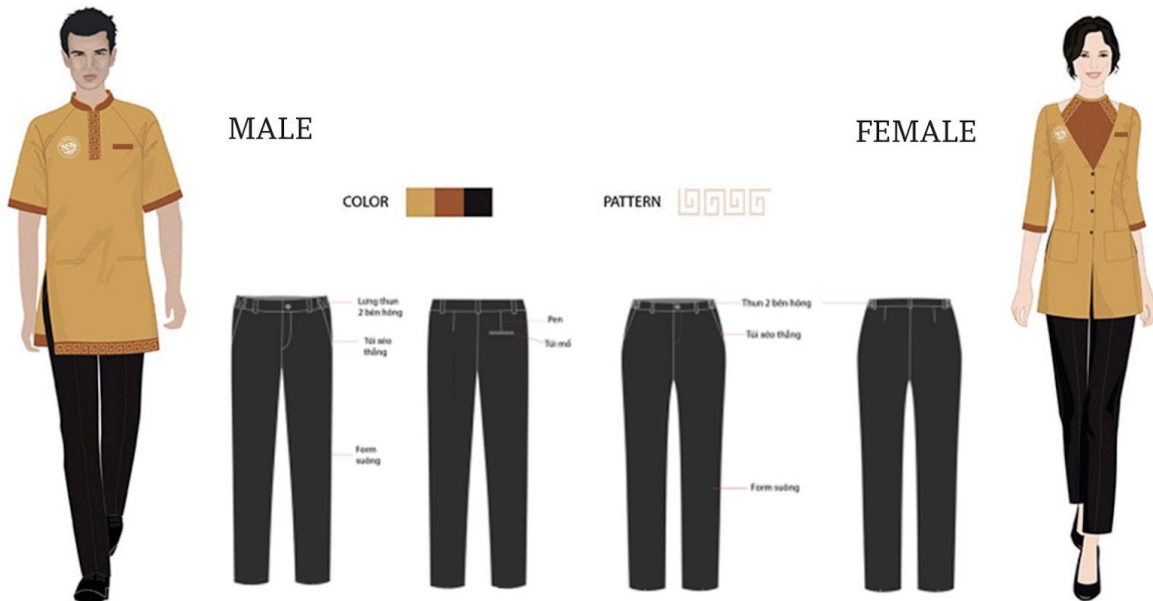 MALE
FEMALE
COLOR
PATTERN
Lưng thun
2 bên hông
Túi xéo
thẳng
Form
suông
Pen
Túi mổ
Thun 2 bên hông
Túi xéo thẳng
Form suông